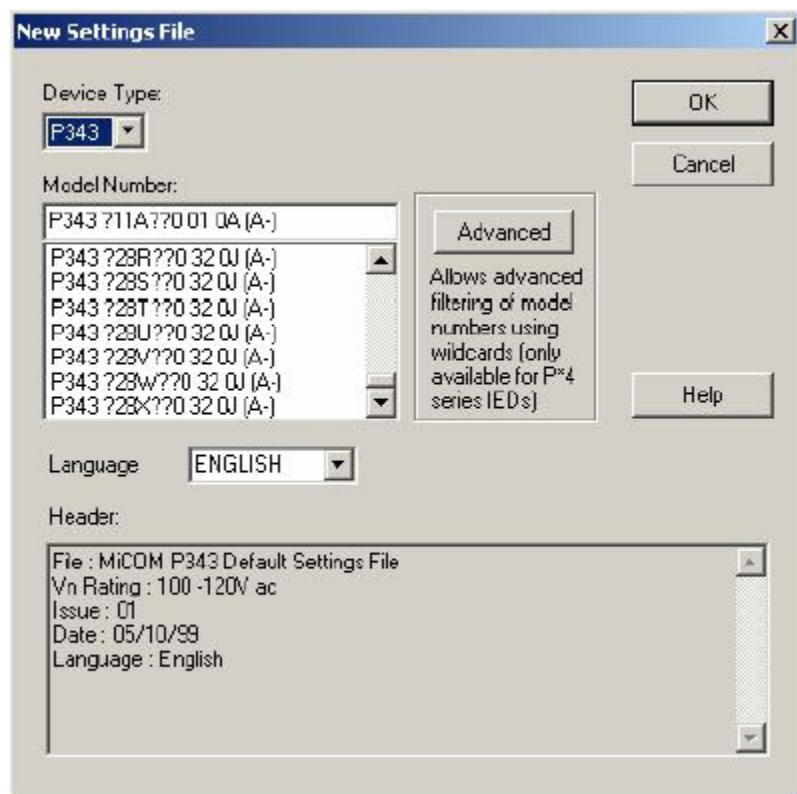 New Settings File
Device Type:
P343
OK
Cancel
Model Number:
P343 ?11A??0 01 0A (A-)
P343 ?28R??0 32 0J (A-)
P343 ?28S??0 32 0J (A-)
P343 ?28T??0 32 0J (A-)
P343 ?28U??0 32 0J (A-)
P343 ?28V??0 32 0J (A-)
P343 ?28W??0 32 0J (A-)
P343 ?28X??0 32 0J (A-)
Advanced
Allows advanced
filtering of model
numbers using
wildcards (only
available for P*4
series IEDs)
Help
Language
ENGLISH
Header:
File : MiCOM P343 Default Settings File
Vn Rating : 100 -120V ac
Issue : 01
Date : 05/10/99
Language : English